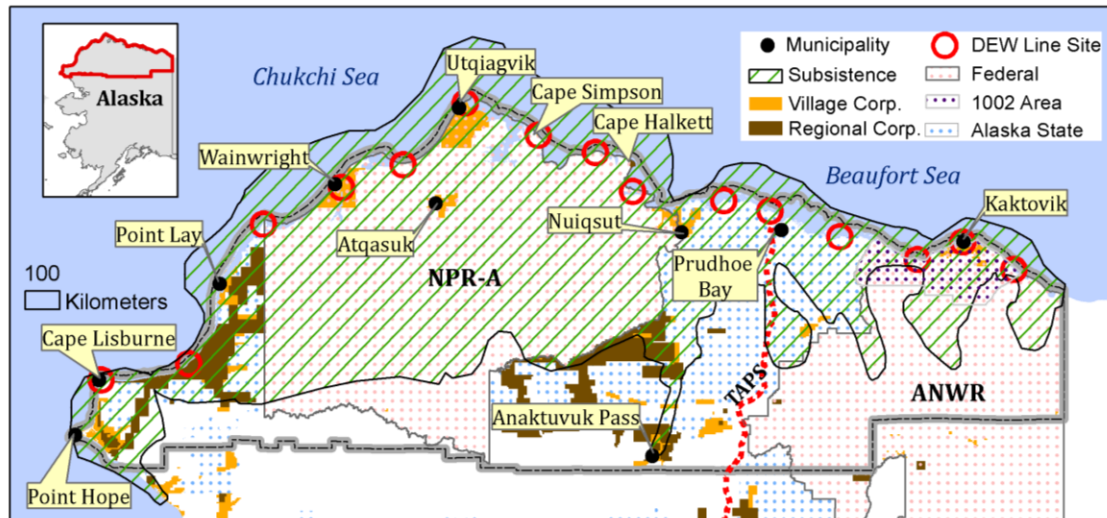 Alaska
Chukchi Sea
Utqiagvik
Cape Simpson
Cape Halkett
Wainwright
Municipality
DEW Line Site
Subsistence
Federal
Village Corp.
1002 Area
Regional Corp.
Alaska State
Beaufort Sea
Kaktovik
Point Lay
Atqasuk
Nuiqsut
Prudhoe
Bay
NPR-A
100
Kilometers
Cape Lisburne
TAPS
ANWR
Anaktuvuk Pass
Point Hope